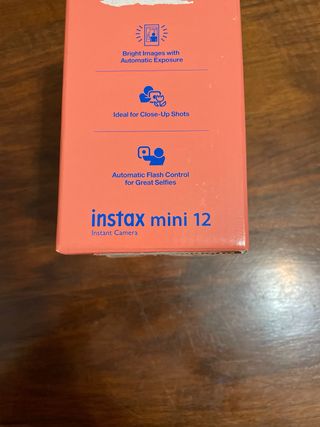 Bright Images with
Automatic Exposure
Ideal for Close-Up Shots
Automatic Flash Control
for Great Selfies
instax mini 12
Instant Camera